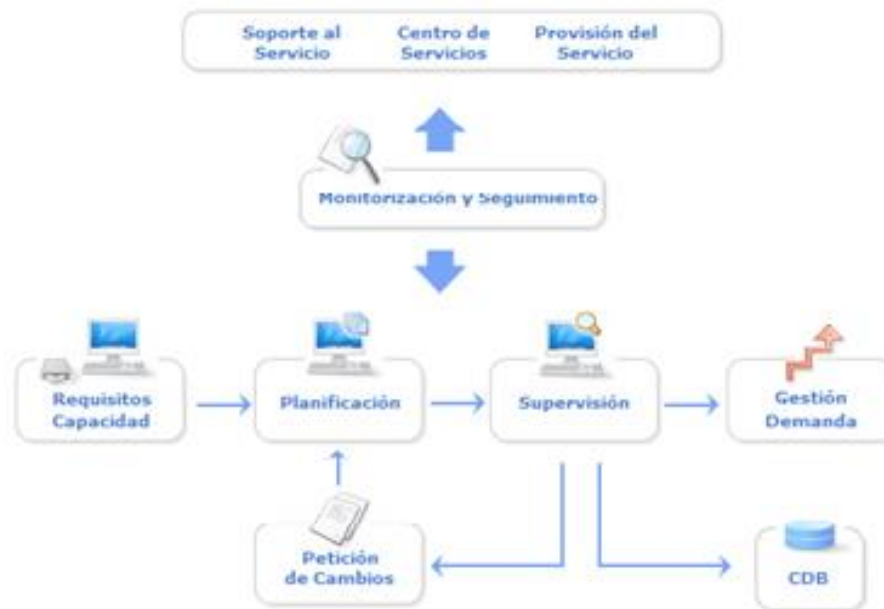 Soporte al
Servicio
Centro de
Servicios
Provisión del
Servicio
Monitorización y Seguimiento
Requisitos
Capacidad
Planificación
Supervisión
Gestión
Demanda
Petición
de Cambios
CDB